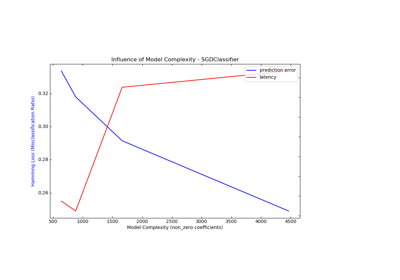 Influence of Model Complexity - SGDClassifier
prediction error
latency
Hamming Loss (Misclassification Ratio)
0.32
0.30
0.28
0.26
500
1000
1500
2000
2500
3000
3500
4000
4500
Model Complexity (non_zero coefficients)